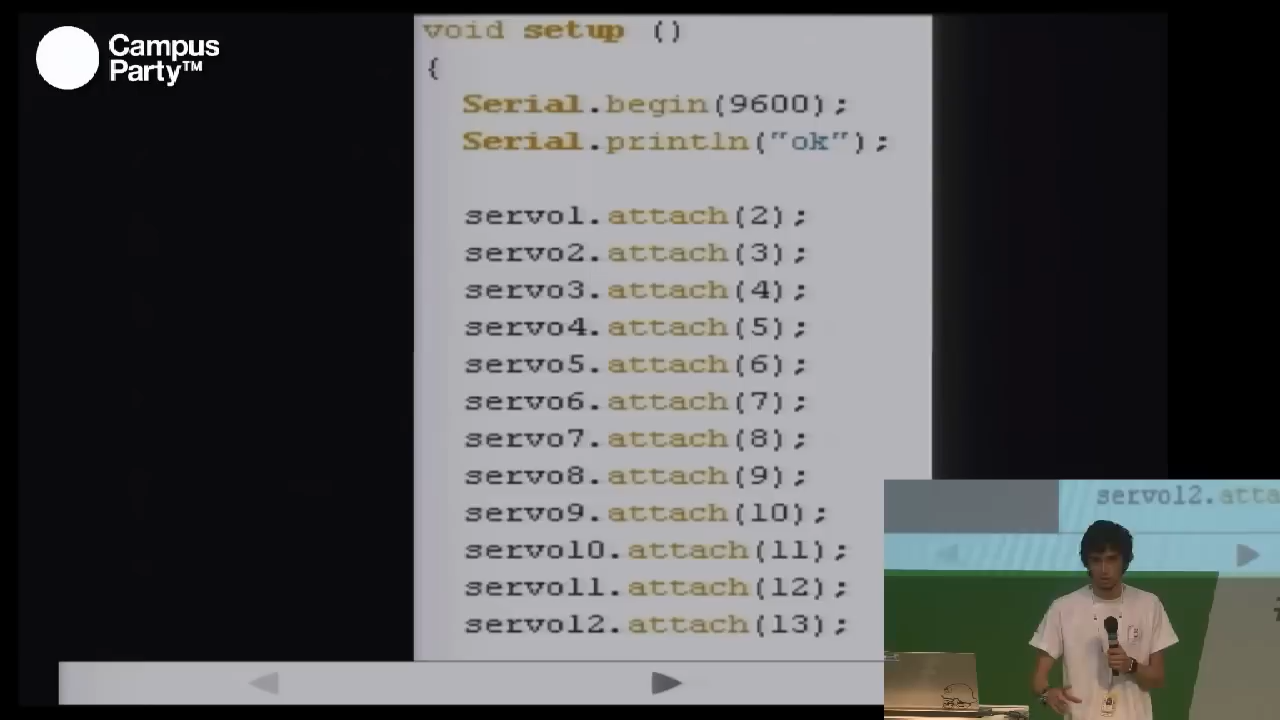 Campus
Party™
void setup ()
{
Serial.begin(9600);
Serial.println("ok");
servo1.attach(2);
servo2.attach(3);
servo3.attach(4);
servo4.attach(5);
servo5.attach(6);
servo6.attach(7);
servo7.attach(8);
servo8.attach(9);
servo9.attach(10);
servo10.attach(11);
servo11.attach(12);
servo12.attach(13);
servo12.atta